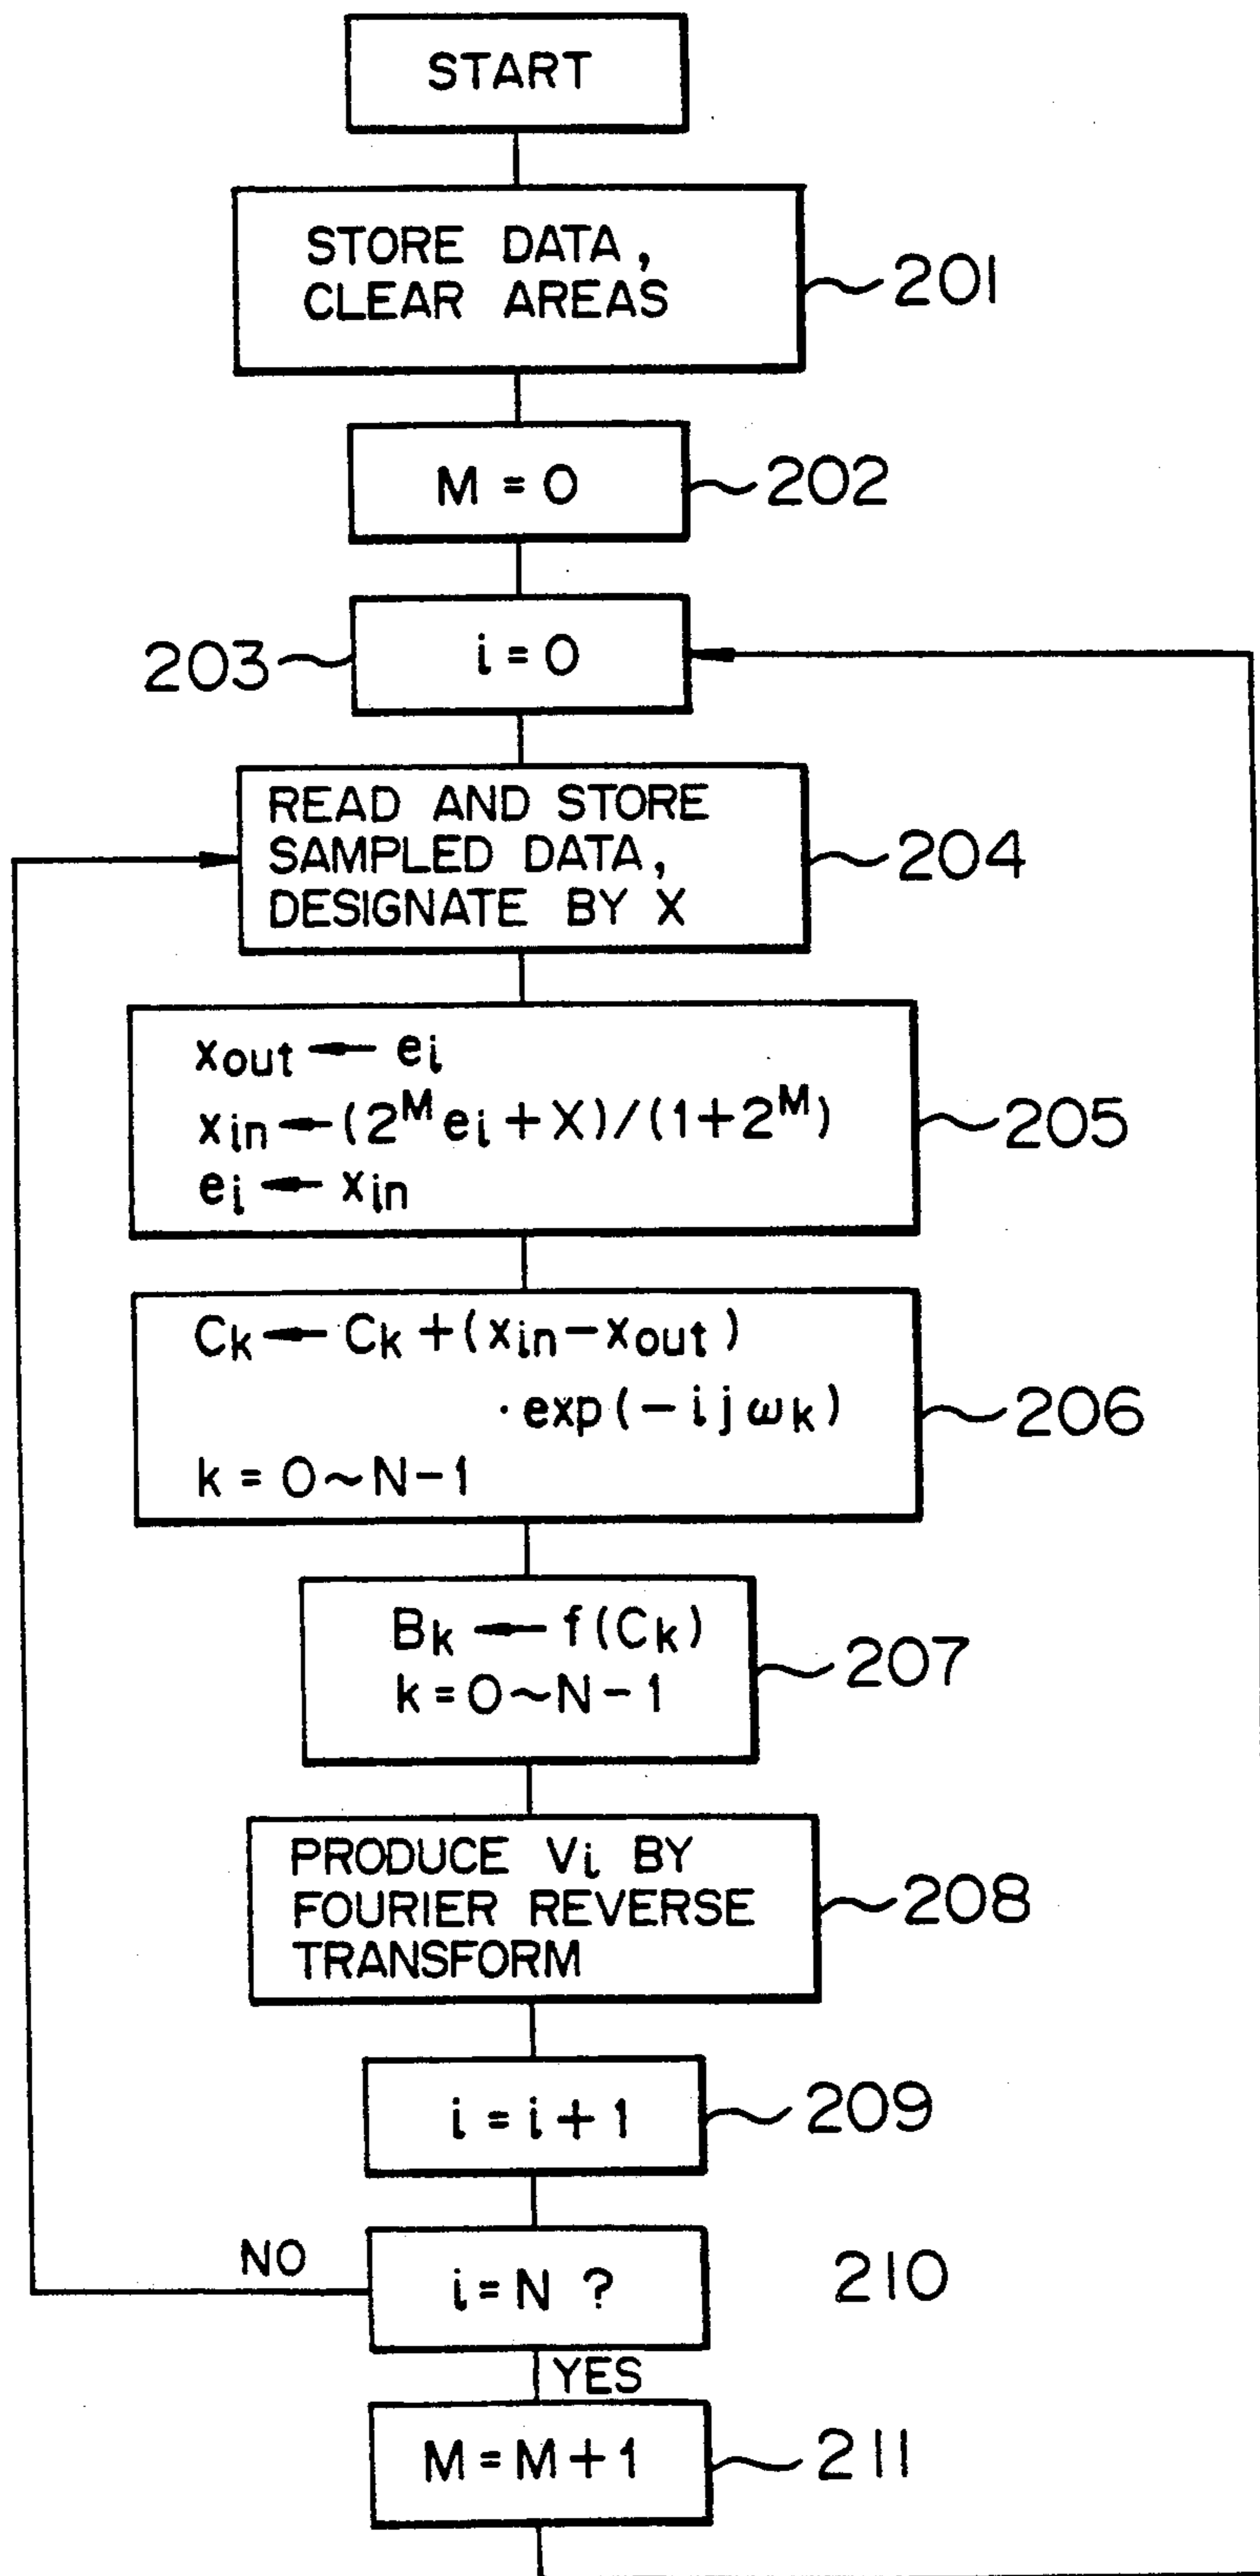 START
STORE DATA,
CLEAR AREAS
201
M = 0
202
203
i = 0
READ AND STORE
SAMPLED DATA,
DESIGNATE BY X
204
xout ← ei
xin ← (2^M ei + X)/(1+2^M)
ei ← xin
205
Ck ← Ck + (xin − xout)
· exp(− i j ωk)
k = 0 ~ N − 1
206
Bk ← f(Ck)
k = 0 ~ N − 1
207
PRODUCE Vi BY
FOURIER REVERSE
TRANSFORM
208
i = i + 1
209
NO
i = N ?
210
YES
M = M + 1
211